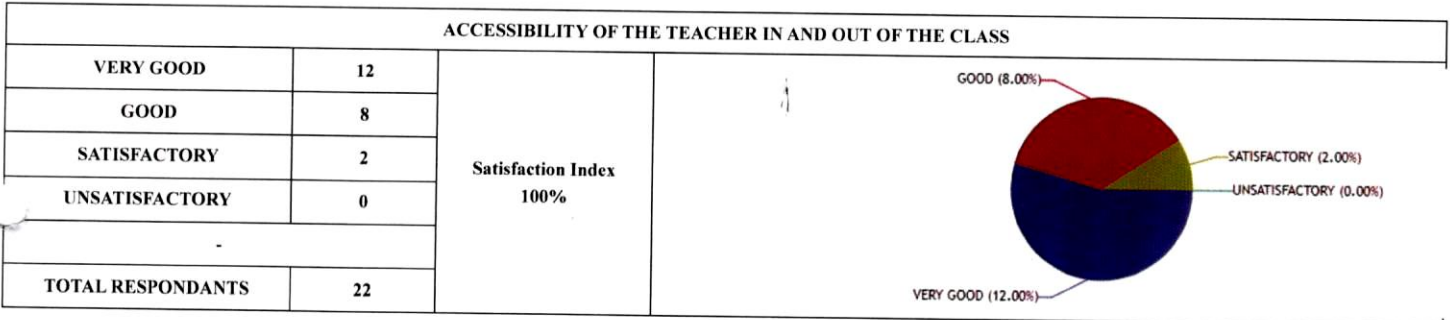 ACCESSIBILITY OF THE TEACHER IN AND OUT OF THE CLASS
VERY GOOD 12
GOOD 8
SATISFACTORY 2
UNSATISFACTORY 0
-
TOTAL RESPONDANTS 22
Satisfaction Index
100%
GOOD (8.00%)
SATISFACTORY (2.00%)
UNSATISFACTORY (0.00%)
VERY GOOD (12.00%)